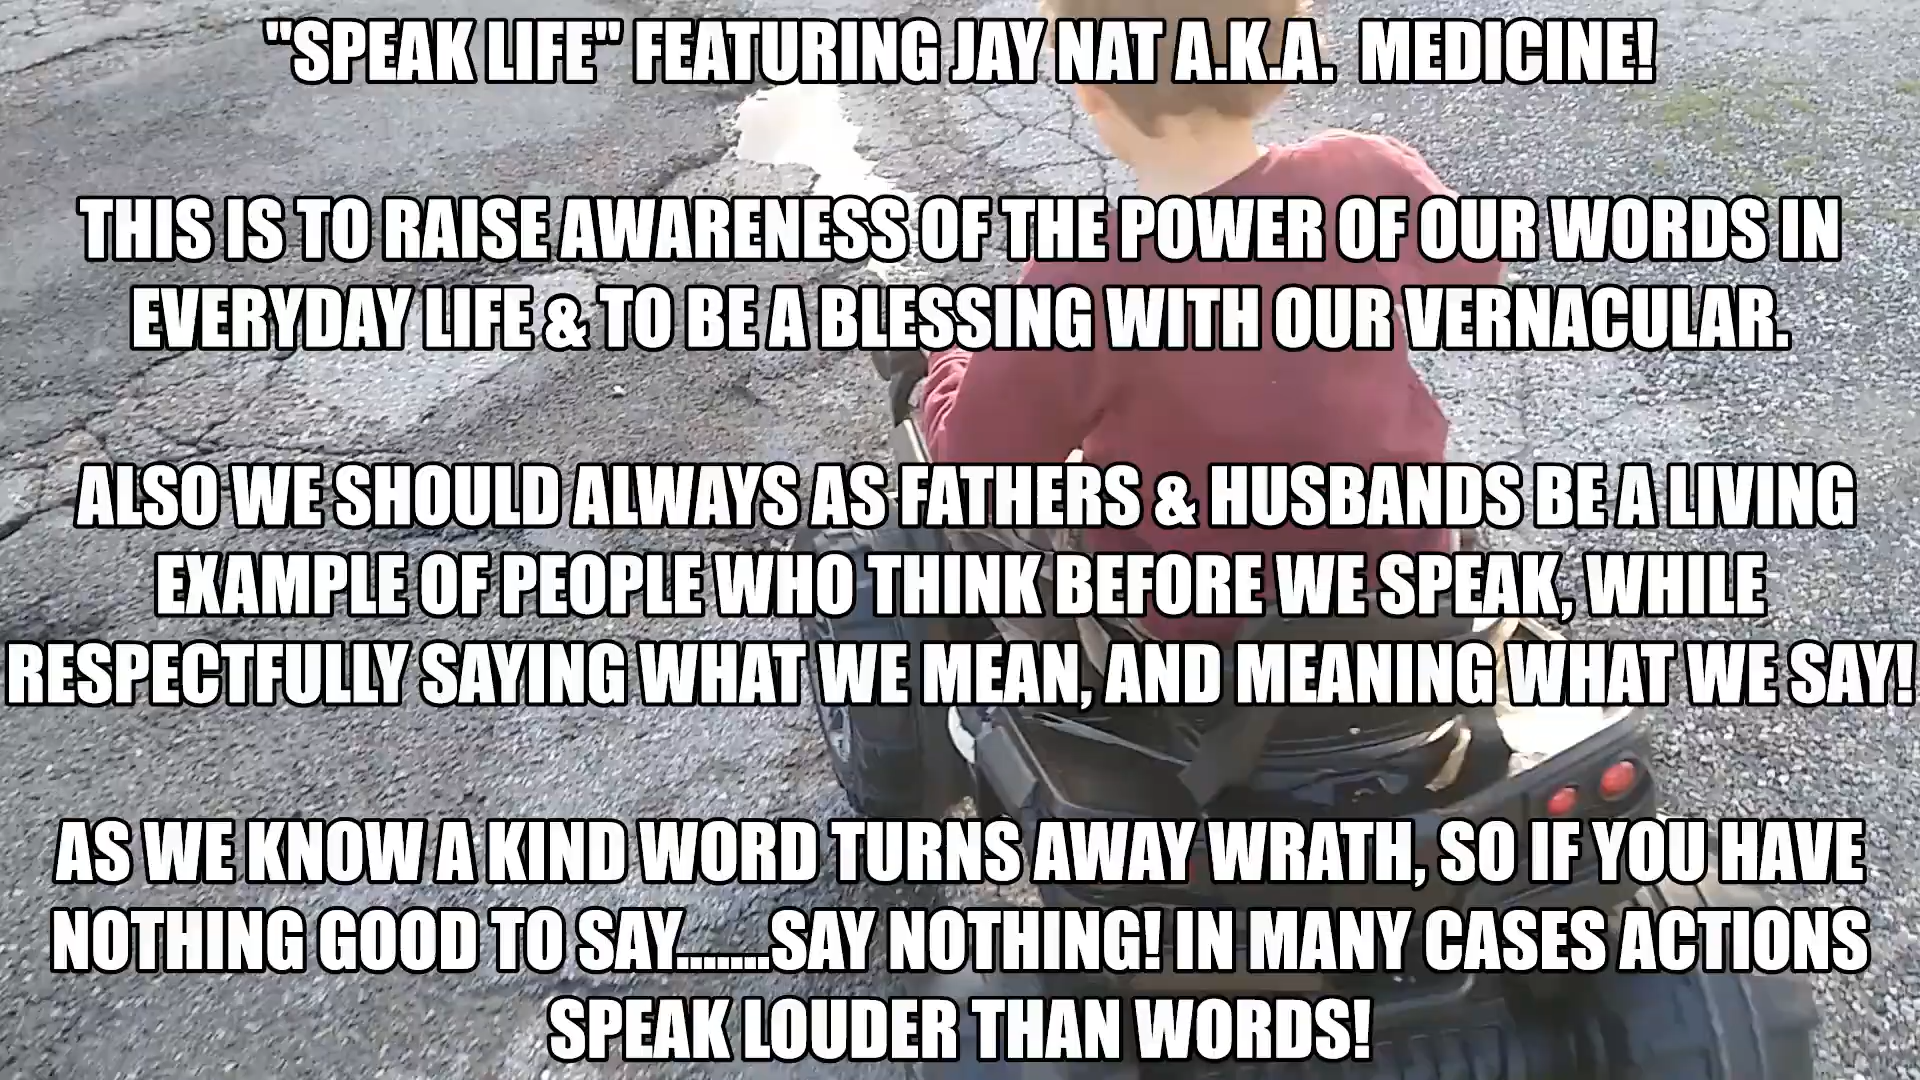 "SPEAK LIFE" FEATURING JAY NAT A.K.A. MEDICINE!
THIS IS TO RAISE AWARENESS OF THE POWER OF OUR WORDS IN
EVERYDAY LIFE & TO BE A BLESSING WITH OUR VERNACULAR.
ALSO WE SHOULD ALWAYS AS FATHERS & HUSBANDS BE A LIVING
EXAMPLE OF PEOPLE WHO THINK BEFORE WE SPEAK, WHILE
RESPECTFULLY SAYING WHAT WE MEAN, AND MEANING WHAT WE SAY!
AS WE KNOW A KIND WORD TURNS AWAY WRATH, SO IF YOU HAVE
NOTHING GOOD TO SAY.......SAY NOTHING! IN MANY CASES ACTIONS
SPEAK LOUDER THAN WORDS!